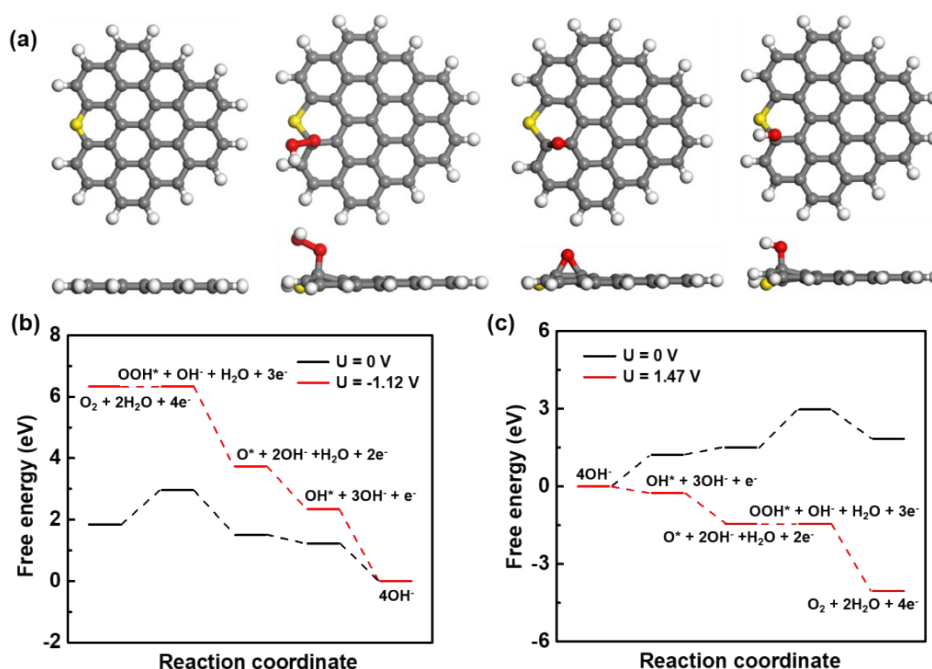 (a)
(b)
8
6
4
2
0
-2
Free energy (eV)
U = 0 V
U = -1.12 V
OOH* + OH- + H2O + 3e-
O2 + 2H2O + 4e-
O* + 2OH- +H2O + 2e-
OH* + 3OH- + e-
4OH-
Reaction coordinate
(c)
6
3
0
-3
-6
Free energy (eV)
U = 0 V
U = 1.47 V
4OH-
OH* + 3OH- + e-
OOH* + OH- + H2O + 3e-
O* + 2OH- +H2O + 2e-
O2 + 2H2O + 4e-
Reaction coordinate